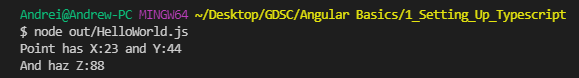 Andrei@Andrew-PC MINGW64 ~/Desktop/GDSC/Angular Basics/1_Setting_Up_Typescript
$ node out/HelloWorld.js
Point has X:23 and Y:44
And haz Z:88